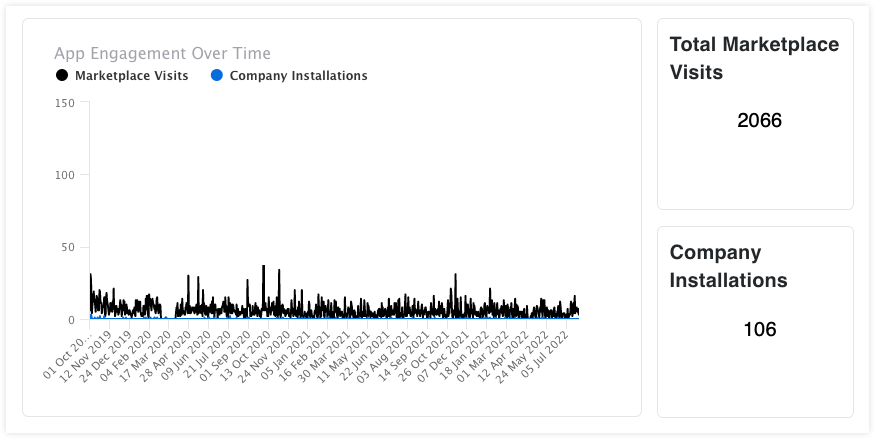 App Engagement Over Time
Marketplace Visits
Company Installations
150
100
50
0
01 Oct 20...
12 Nov 2019
24 Dec 2019
04 Feb 2020
17 Mar 2020
28 Apr 2020
09 Jun 2020
21 Jul 2020
01 Sep 2020
13 Oct 2020
24 Nov 2020
05 Jan 2021
16 Feb 2021
30 Mar 2021
11 May 2021
22 Jun 2021
03 Aug 2021
14 Sep 2021
26 Oct 2021
07 Dec 2021
18 Jan 2022
01 Mar 2022
12 Apr 2022
24 May 2022
05 Jul 2022
Total Marketplace
Visits
2066
Company
Installations
106